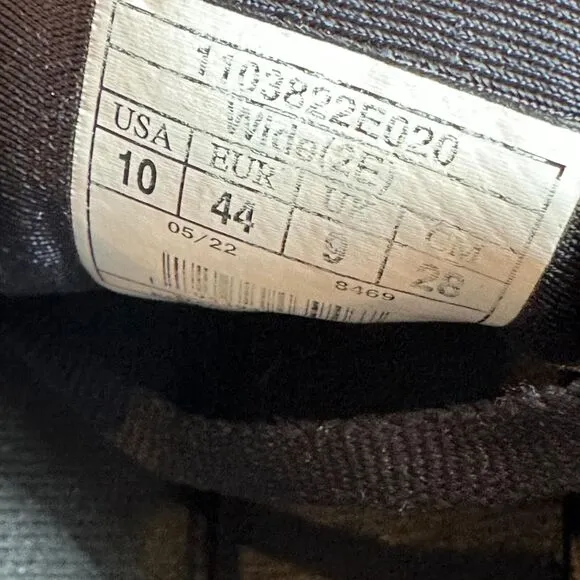 1103822E020
Wide(2E)
USA EUR UK CM
10 44 9 28
05/22 8469